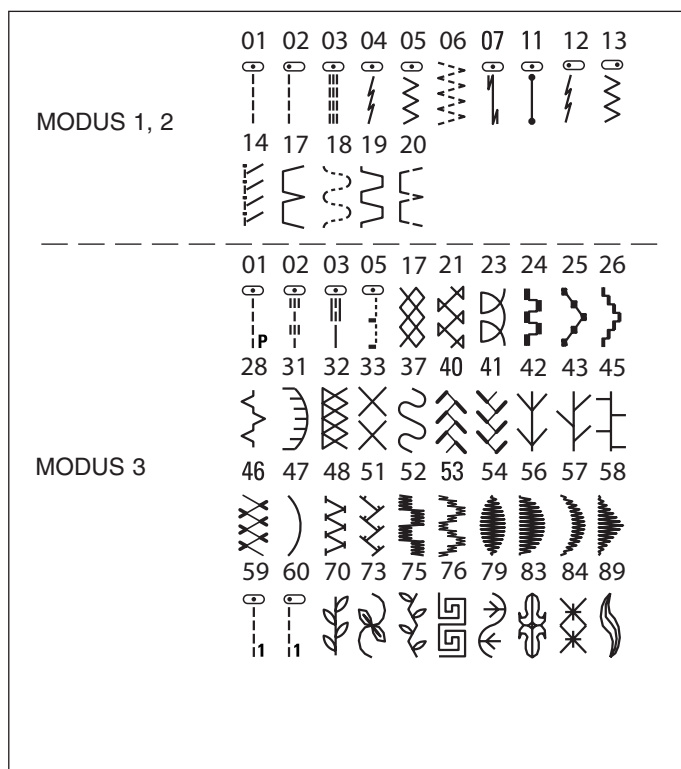 01 02 03 04 05 06 07 11 12 13
MODUS 1, 2
14 17 18 19 20
01 02 03 05 17 21 23 24 25 26
P
28 31 32 33 37 40 41 42 43 45
MODUS 3
46 47 48 51 52 53 54 56 57 58
59 60 70 73 75 76 79 83 84 89
1 1